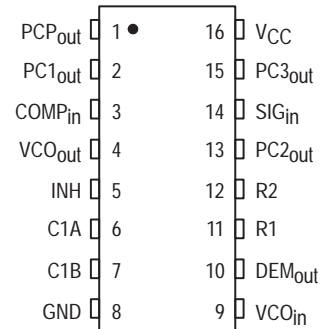 PCPout 1 16 VCC
PC1out 2 15 PC3out
COMPin 3 14 SIGin
VCOout 4 13 PC2out
INH 5 12 R2
C1A 6 11 R1
C1B 7 10 DEMout
GND 8 9 VCOin